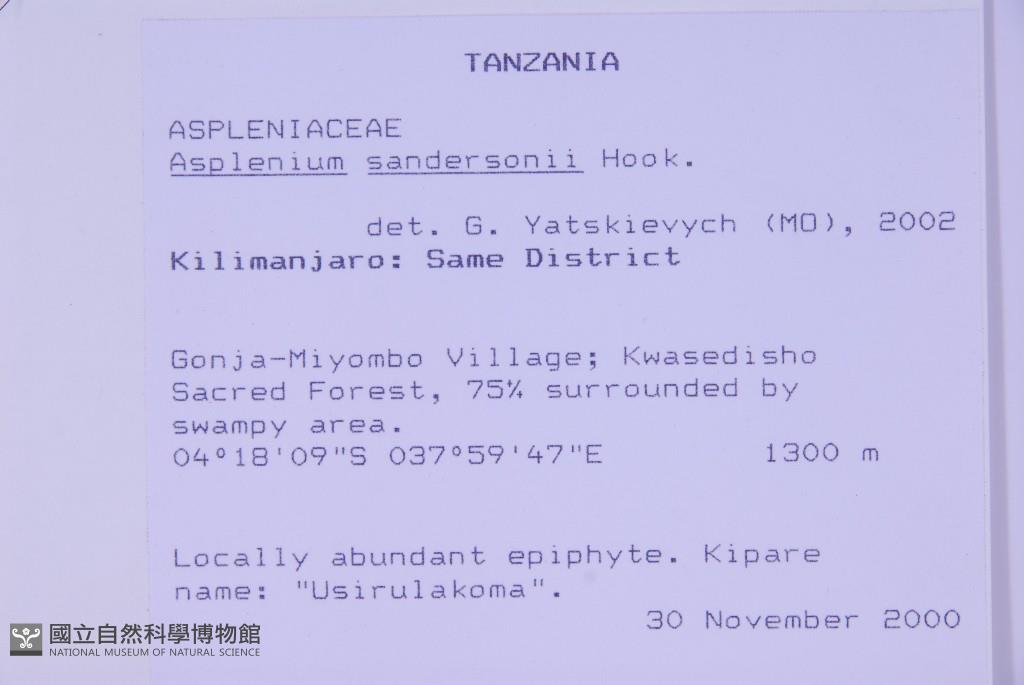 TANZANIA
ASPLENIACEAE
Asplenium sandersonii Hook.
det. G. Yatskievych (MO), 2002
Kilimanjaro: Same District
Gonja-Miyombo Village; Kwasedisho
Sacred Forest, 75% surrounded by
swampy area.
04°18'09"S 037°59'47"E 1300 m
Locally abundant epiphyte. Kipare
name: "Usirulakoma".
30 November 2000
國立自然科學博物館
NATIONAL MUSEUM OF NATURAL SCIENCE